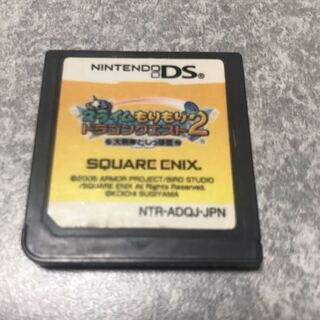 NINTENDO DS
スライムもりもり
ドラゴンクエスト2
大戦車としっぽ団
SQUARE ENIX.
©2005 ARMOR PROJECT/BIRD STUDIO
/SQUARE ENIX All Rights Reserved.
©KOICHI SUGIYAMA
NTR-ADQJ-JPN